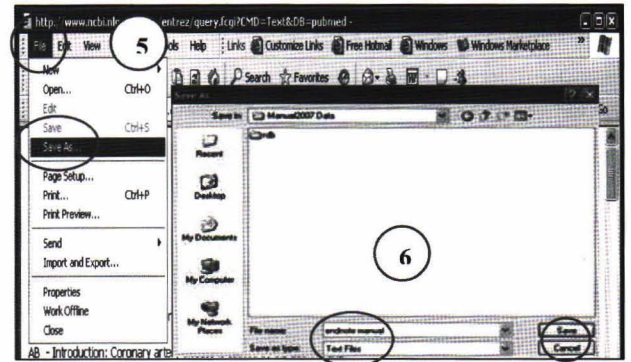 http://www.ncbi.nlm entrez/query.fcgi?CMD=Text&DB=pubmed -
File Edit View ols Help Links Customize Links Free Hotmail Windows Windows Marketplace »
5
New
Open... Ctrl+O
Search Favorites
Edit
Save Ctrl+S
Save As...
Page Setup...
Print... Ctrl+P
Print Preview...
Send
Import and Export...
Properties
Work Offline
Close
AB - Introduction: Coronary arte
Save As
Save in: Manual2007 Data
Recent
Desktop
My Documents
My Computer
My Network Places
6
File name: endnote manual Save
Save as type: Text Files Cancel